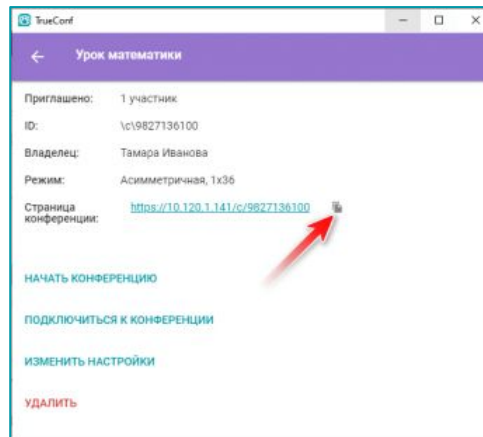 TrueConf
Урок математики
Приглашено: 1 участник
ID: \c\9827136100
Владелец: Тамара Иванова
Режим: Асимметричная, 1x36
Страница конференции: https://10.120.1.141/c/9827136100
НАЧАТЬ КОНФЕРЕНЦИЮ
ПОДКЛЮЧИТЬСЯ К КОНФЕРЕНЦИИ
ИЗМЕНИТЬ НАСТРОЙКИ
УДАЛИТЬ